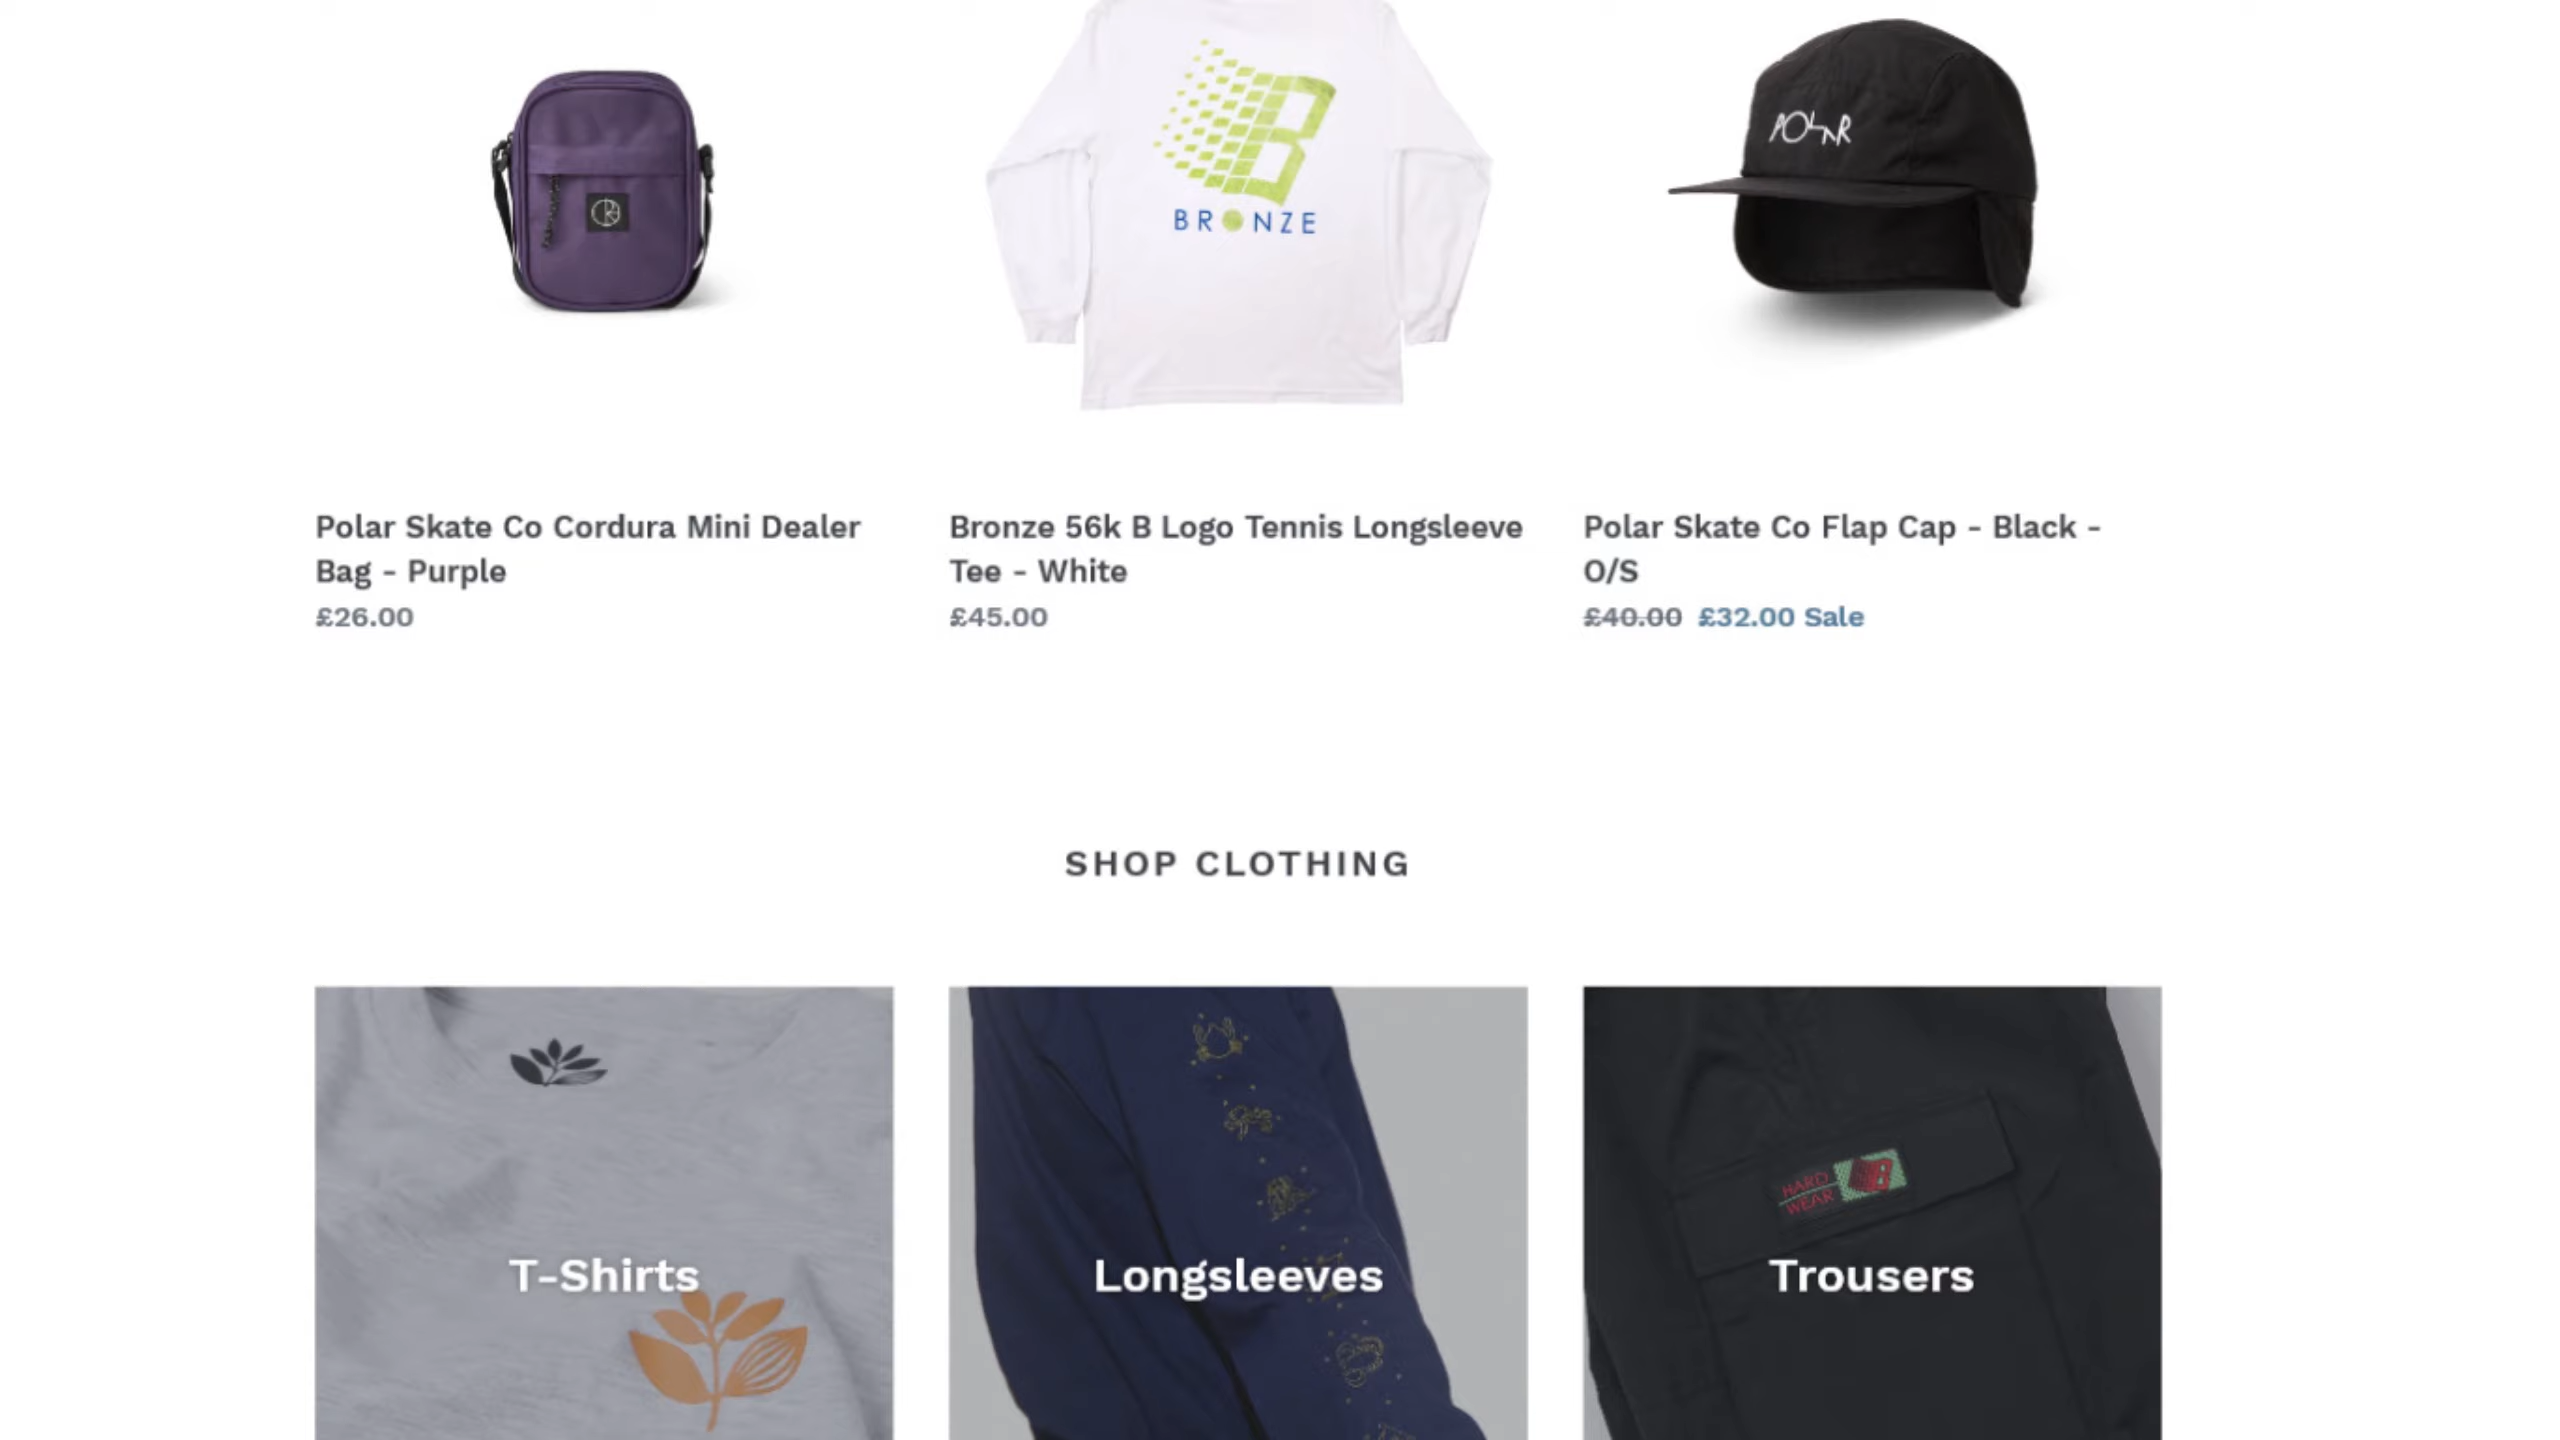 BRONZE
POLAR
Polar Skate Co Cordura Mini Dealer
Bag - Purple
£26.00
Bronze 56k B Logo Tennis Longsleeve
Tee - White
£45.00
Polar Skate Co Flap Cap - Black -
O/S
£40.00 £32.00 Sale
SHOP CLOTHING
T-Shirts
Longsleeves
HARD
WEAR
B
Trousers